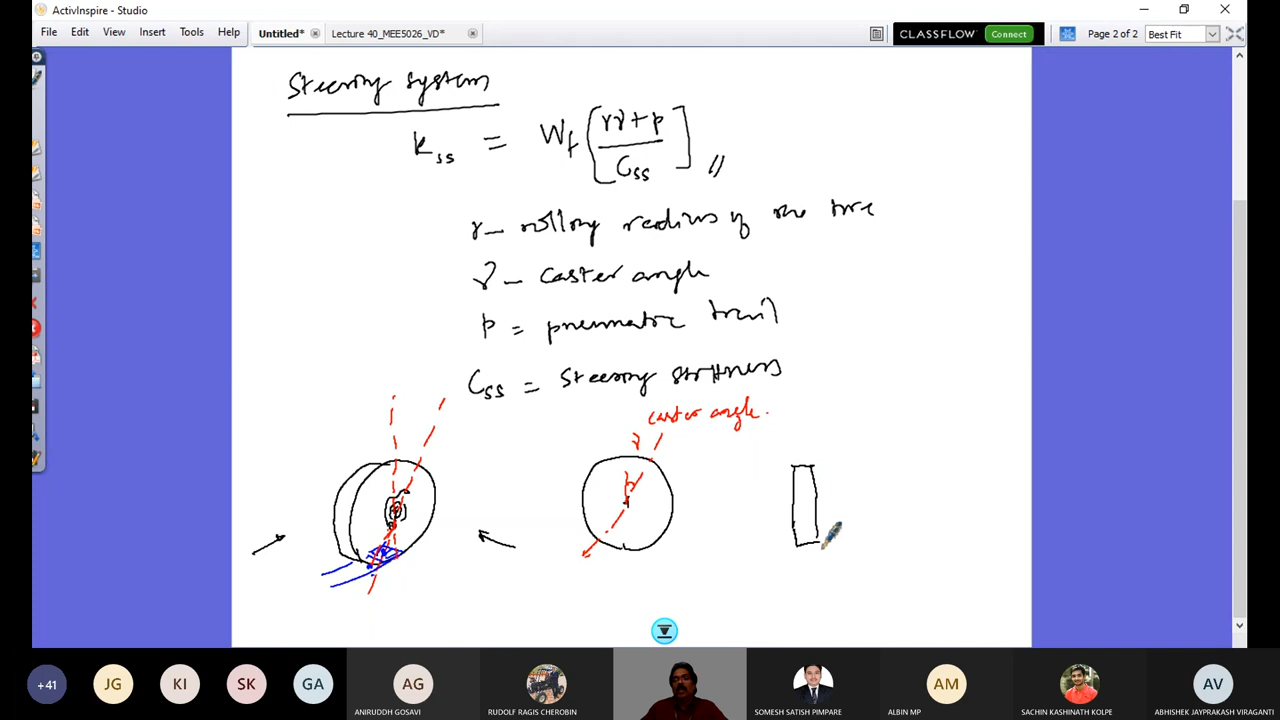 ActivInspire - Studio
File Edit View Insert Tools Help
Untitled* Lecture 40_MEE5026_VD* CLASSFLOW Connect Page 2 of 2 Best Fit
Steering system
Kss = Wf [ (rγ + p) / Css ] //
r - rolling radius of the tire
γ - caster angle
p = pneumatic trail
Css = steering stiffness
caster angle.
γ
+41 JG KI SK GA AG AM AV
ANIRUDDH GOSAVI RUDOLF RAGIS CHEROBIN SOMESH SATISH PIMPARE ALBIN MP SACHIN KASHINATH KOLPE ABHISHEK JAYPRAKASH VIRAGANTI